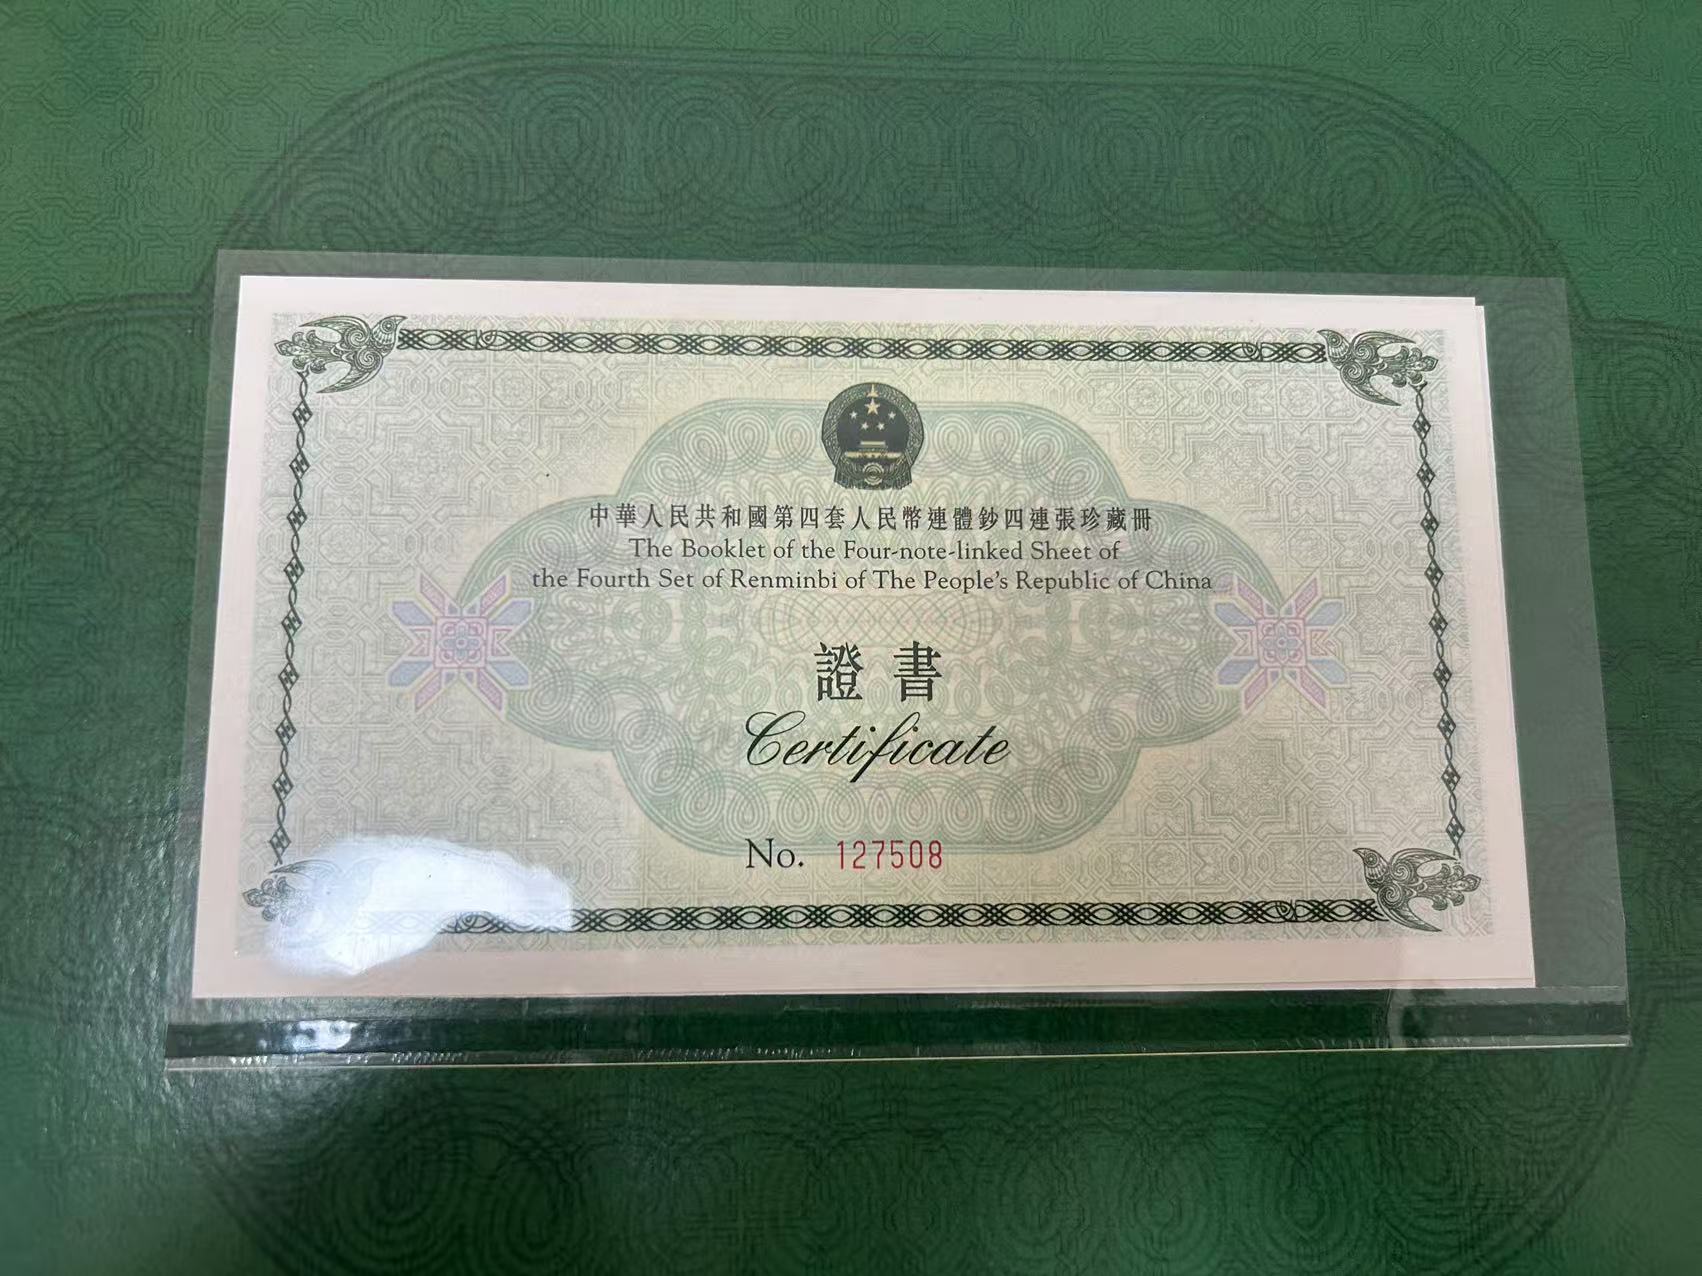 中華人民共和國第四套人民幣連體鈔四連張珍藏冊
The Booklet of the Four-note-linked Sheet of
the Fourth Set of Renminbi of The People's Republic of China
證書
Certificate
No. 127508